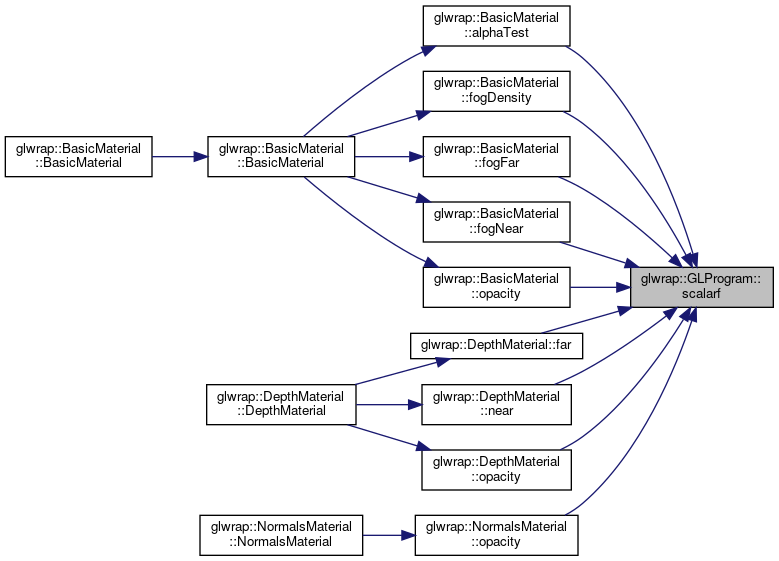 glwrap::BasicMaterial
::alphaTest
glwrap::BasicMaterial
::fogDensity
glwrap::BasicMaterial
::BasicMaterial
glwrap::BasicMaterial
::BasicMaterial
glwrap::BasicMaterial
::fogFar
glwrap::BasicMaterial
::fogNear
glwrap::BasicMaterial
::opacity
glwrap::GLProgram::
scalarf
glwrap::DepthMaterial::far
glwrap::DepthMaterial
::DepthMaterial
glwrap::DepthMaterial
::near
glwrap::DepthMaterial
::opacity
glwrap::NormalsMaterial
::NormalsMaterial
glwrap::NormalsMaterial
::opacity